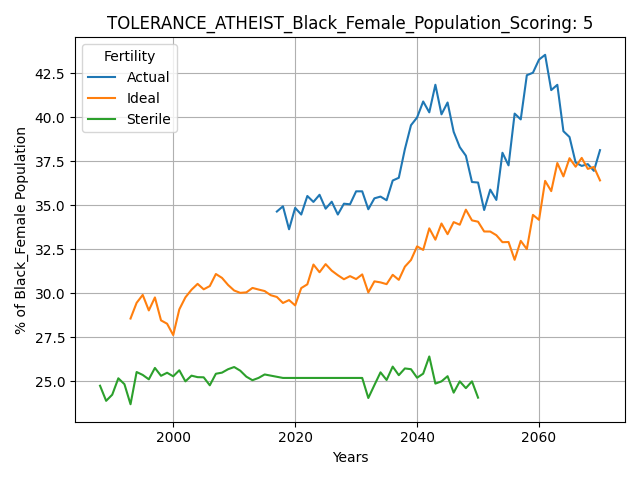 TOLERANCE_ATHEIST_Black_Female_Population_Scoring: 5
Fertility
Actual
Ideal
Sterile
% of Black_Female Population
42.5
40.0
37.5
35.0
32.5
30.0
27.5
25.0
2000
2020
2040
2060
Years